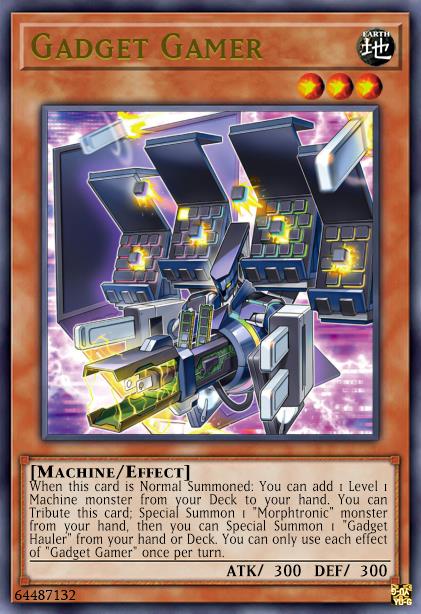 Gadget Gamer
EARTH
地
[Machine/Effect]
When this card is Normal Summoned: You can add 1 Level 1
Machine monster from your Deck to your hand. You can
Tribute this card; Special Summon 1 "Morphtronic" monster
from your hand, then you can Special Summon 1 "Gadget
Hauler" from your hand or Deck. You can only use each effect
of "Gadget Gamer" once per turn.
ATK/ 300 DEF/ 300
64487132